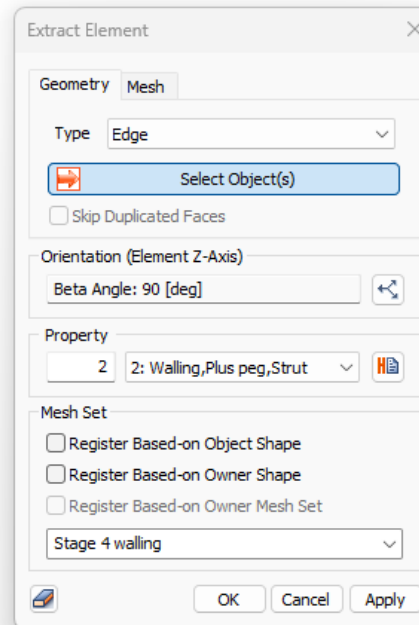 Extract Element
Geometry Mesh
Type Edge
Select Object(s)
Skip Duplicated Faces
Orientation (Element Z-Axis)
Beta Angle: 90 [deg]
Property
2 2: Walling,Plus peg,Strut
Mesh Set
Register Based-on Object Shape
Register Based-on Owner Shape
Register Based-on Owner Mesh Set
Stage 4 walling
OK Cancel Apply